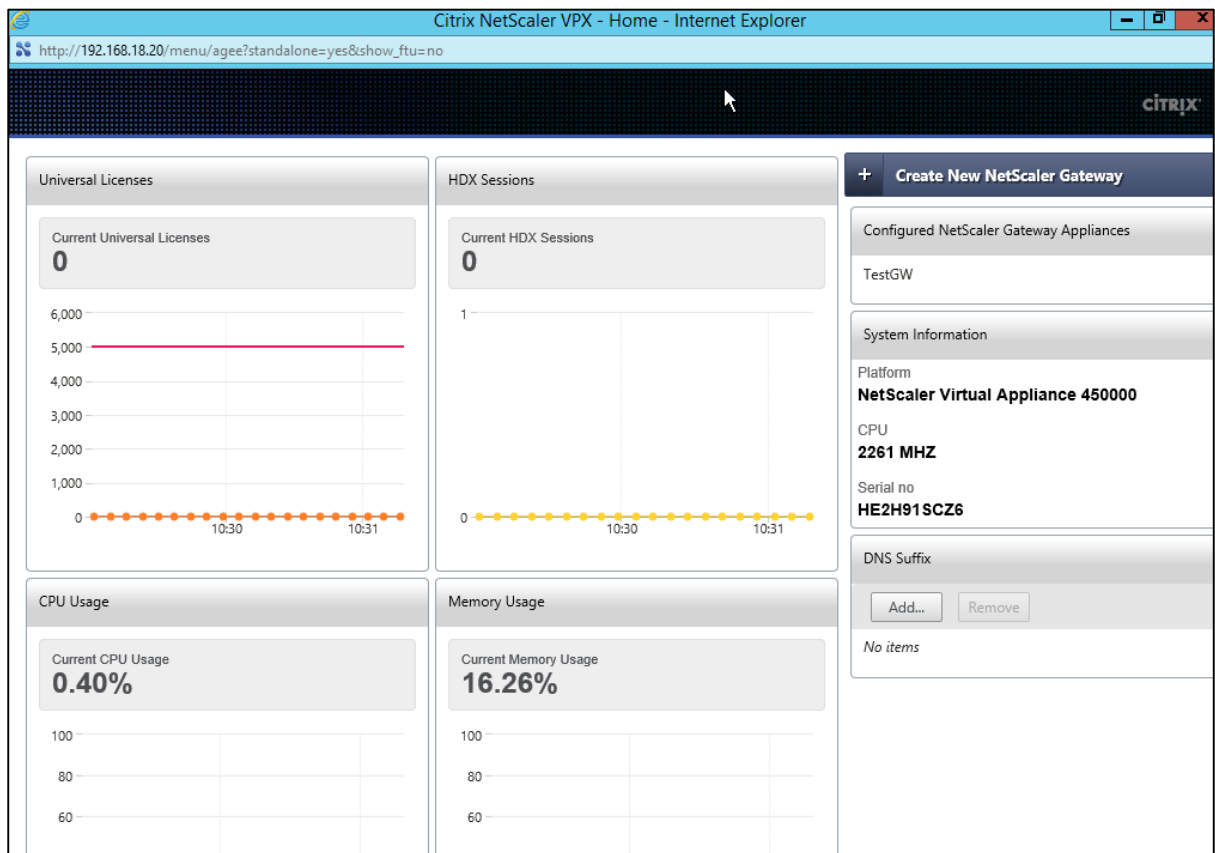 Citrix NetScaler VPX - Home - Internet Explorer
http://192.168.18.20/menu/agee?standalone=yes&show_ftu=no
CİTRIX
Universal Licenses
Current Universal Licenses
0
6,000
5,000
4,000
3,000
2,000
1,000
0
10:30 10:31
HDX Sessions
Current HDX Sessions
0
1
0
10:30 10:31
+ Create New NetScaler Gateway
Configured NetScaler Gateway Appliances
TestGW
System Information
Platform
NetScaler Virtual Appliance 450000
CPU
2261 MHZ
Serial no
HE2H91SCZ6
DNS Suffix
Add... Remove
No items
CPU Usage
Current CPU Usage
0.40%
100
80
60
Memory Usage
Current Memory Usage
16.26%
100
80
60